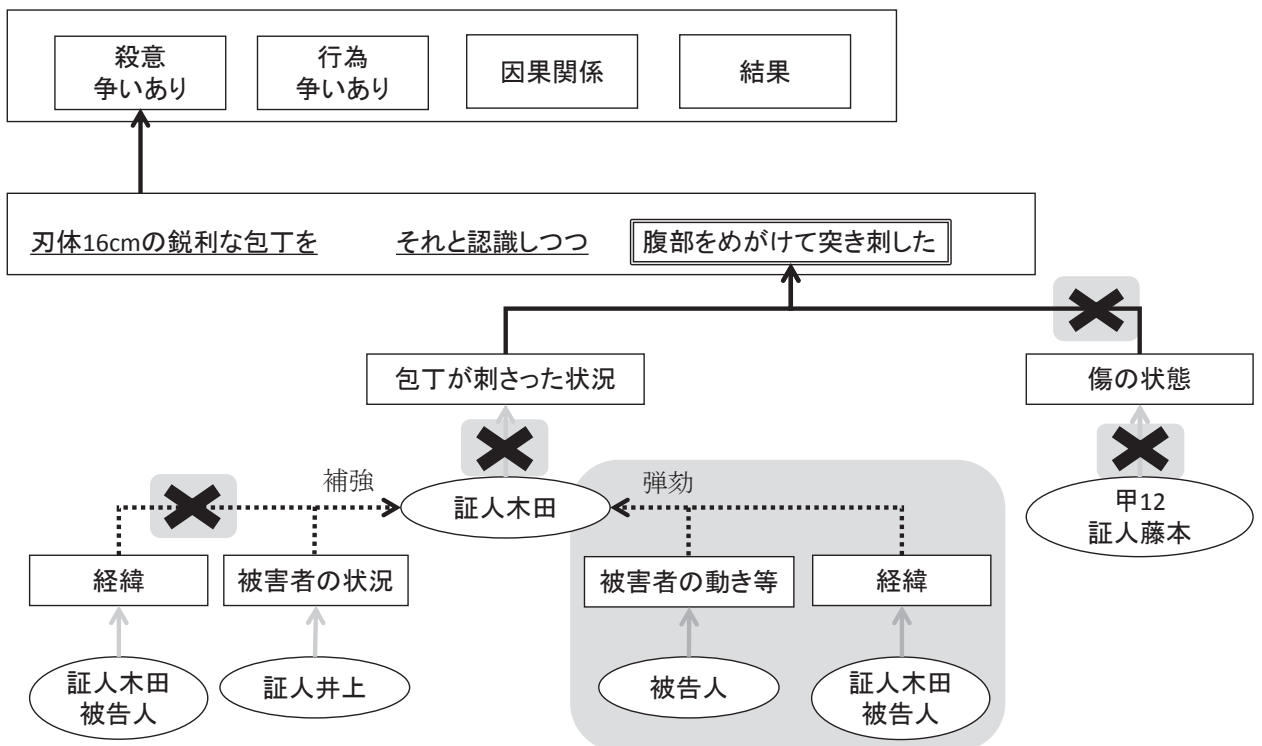 殺意
争いあり
行為
争いあり
因果関係
結果
刃体16cmの鋭利な包丁を
それと認識しつつ
腹部をめがけて突き刺した
包丁が刺さった状況
傷の状態
補強
弾劾
証人木田
甲12
証人藤本
経緯
被害者の状況
被害者の動き等
経緯
証人木田
被告人
証人井上
被告人
証人木田
被告人